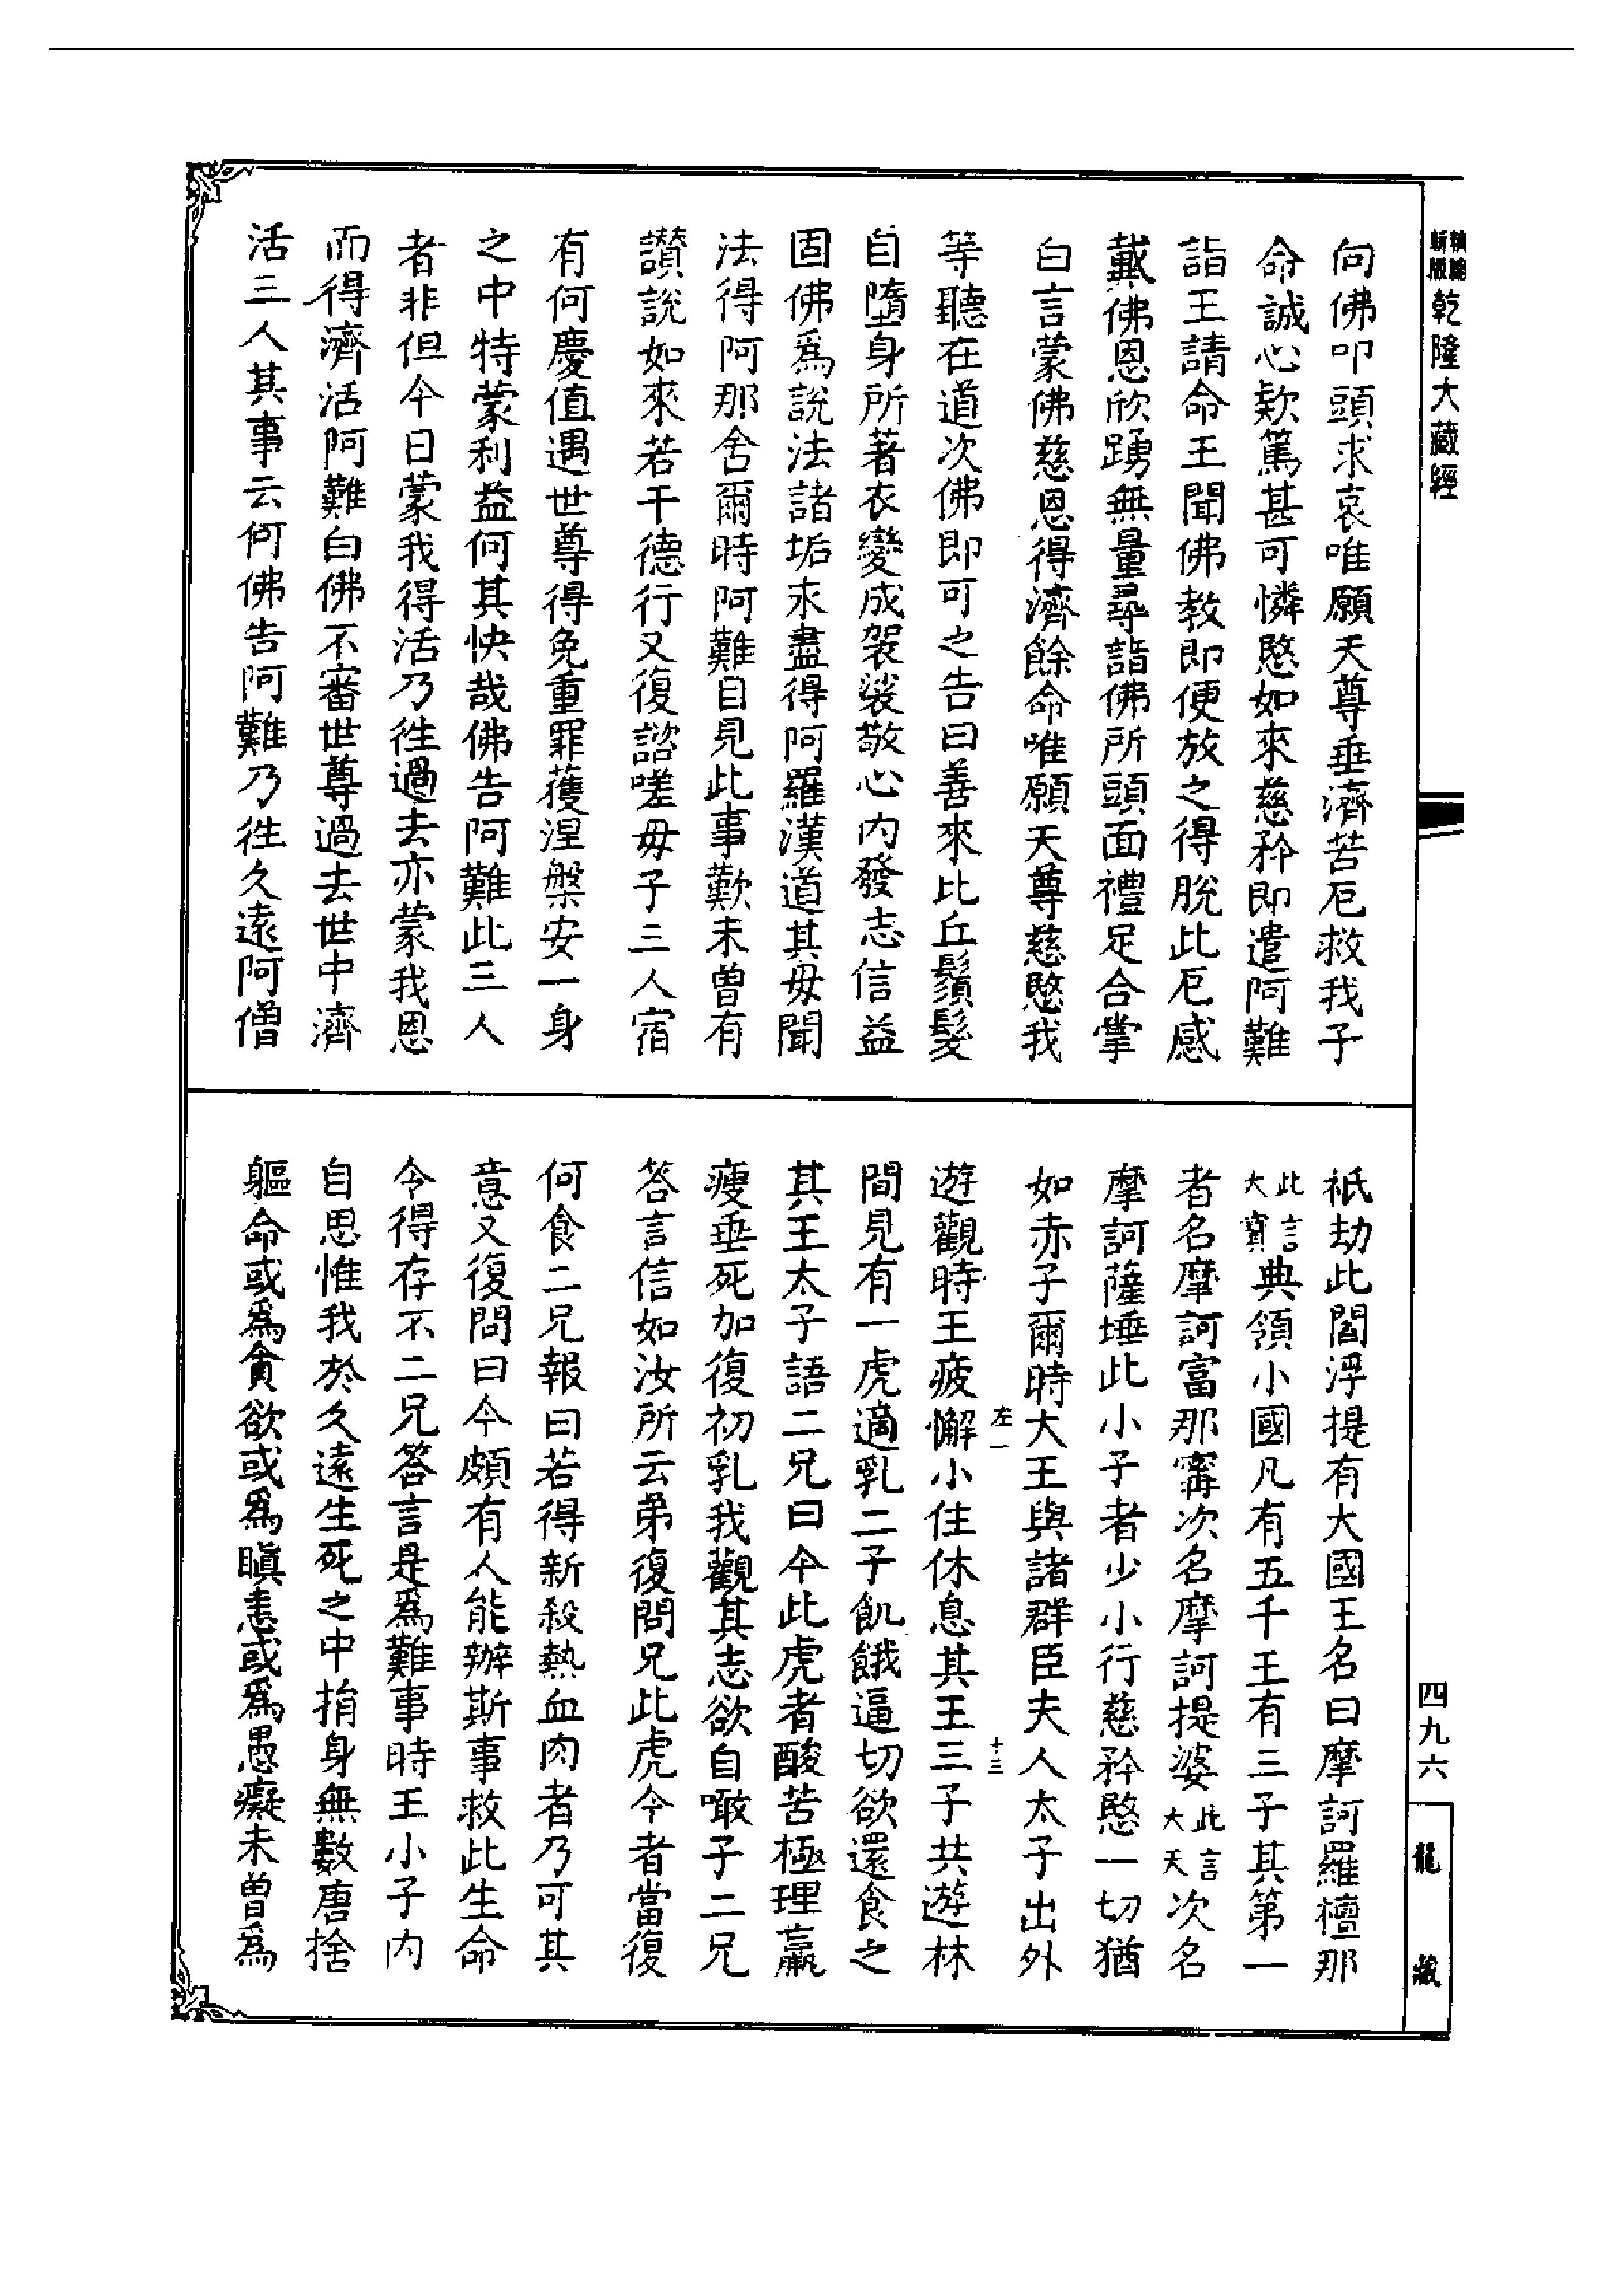 新編
新版
乾隆大藏經
向佛叩頭求哀唯願天尊垂濟苦厄救我子
命誠心款篤甚可憐愍如來慈矜即遣阿難
詣王請命王聞佛教即便放之得脫此厄感
戴佛恩欣踴無量尋詣佛所頭面禮足合掌
白言蒙佛慈恩得濟餘命唯願天尊慈愍我
等聽在道次佛即可之告曰善來比丘鬚髮
自墮身所著衣變成袈裟敬心內發志信益
固佛為說法諸垢永盡得阿羅漢道其母聞
法得阿那含爾時阿難目見此事歎未曾有
讚說如來若干德行又復諮嗟母子三人宿
有何慶值遇世尊得免重罪獲涅槃安一身
之中特蒙利益何其快哉佛告阿難此三人
者非但今日蒙我得活乃往過去亦蒙我恩
而得濟活阿難白佛不審世尊過去世中濟
活三人其事云何佛告阿難乃往久遠阿僧
祇劫此閻浮提有大國王名曰摩訶羅檀那
此言大寶典領小國凡有五千王有三子其第一
者名摩訶富那寗次名摩訶提婆此言大天次名
摩訶薩埵此小子者少小行慈矜愍一切猶
如赤子爾時大王與諸群臣夫人太子出外
左一 十三
遊觀時王疲懈小住休息其王三子共遊林
間見有一虎適乳二子飢餓逼切欲還食之
其王太子語二兄曰今此虎者酸苦極理羸
瘦垂死加復初乳我觀其志欲自噉子二兄
答言信如汝所云弟復問兄此虎今者當復
何食二兄報曰若得新殺熱血肉者乃可其
意又復問曰今頗有人能辦斯事救此生命
令得存不二兄答言是為難事時王小子內
自思惟我於久遠生死之中捐身無數唐捨
軀命或為貪欲或為瞋恚或為愚癡未曾為
四九六
龍藏